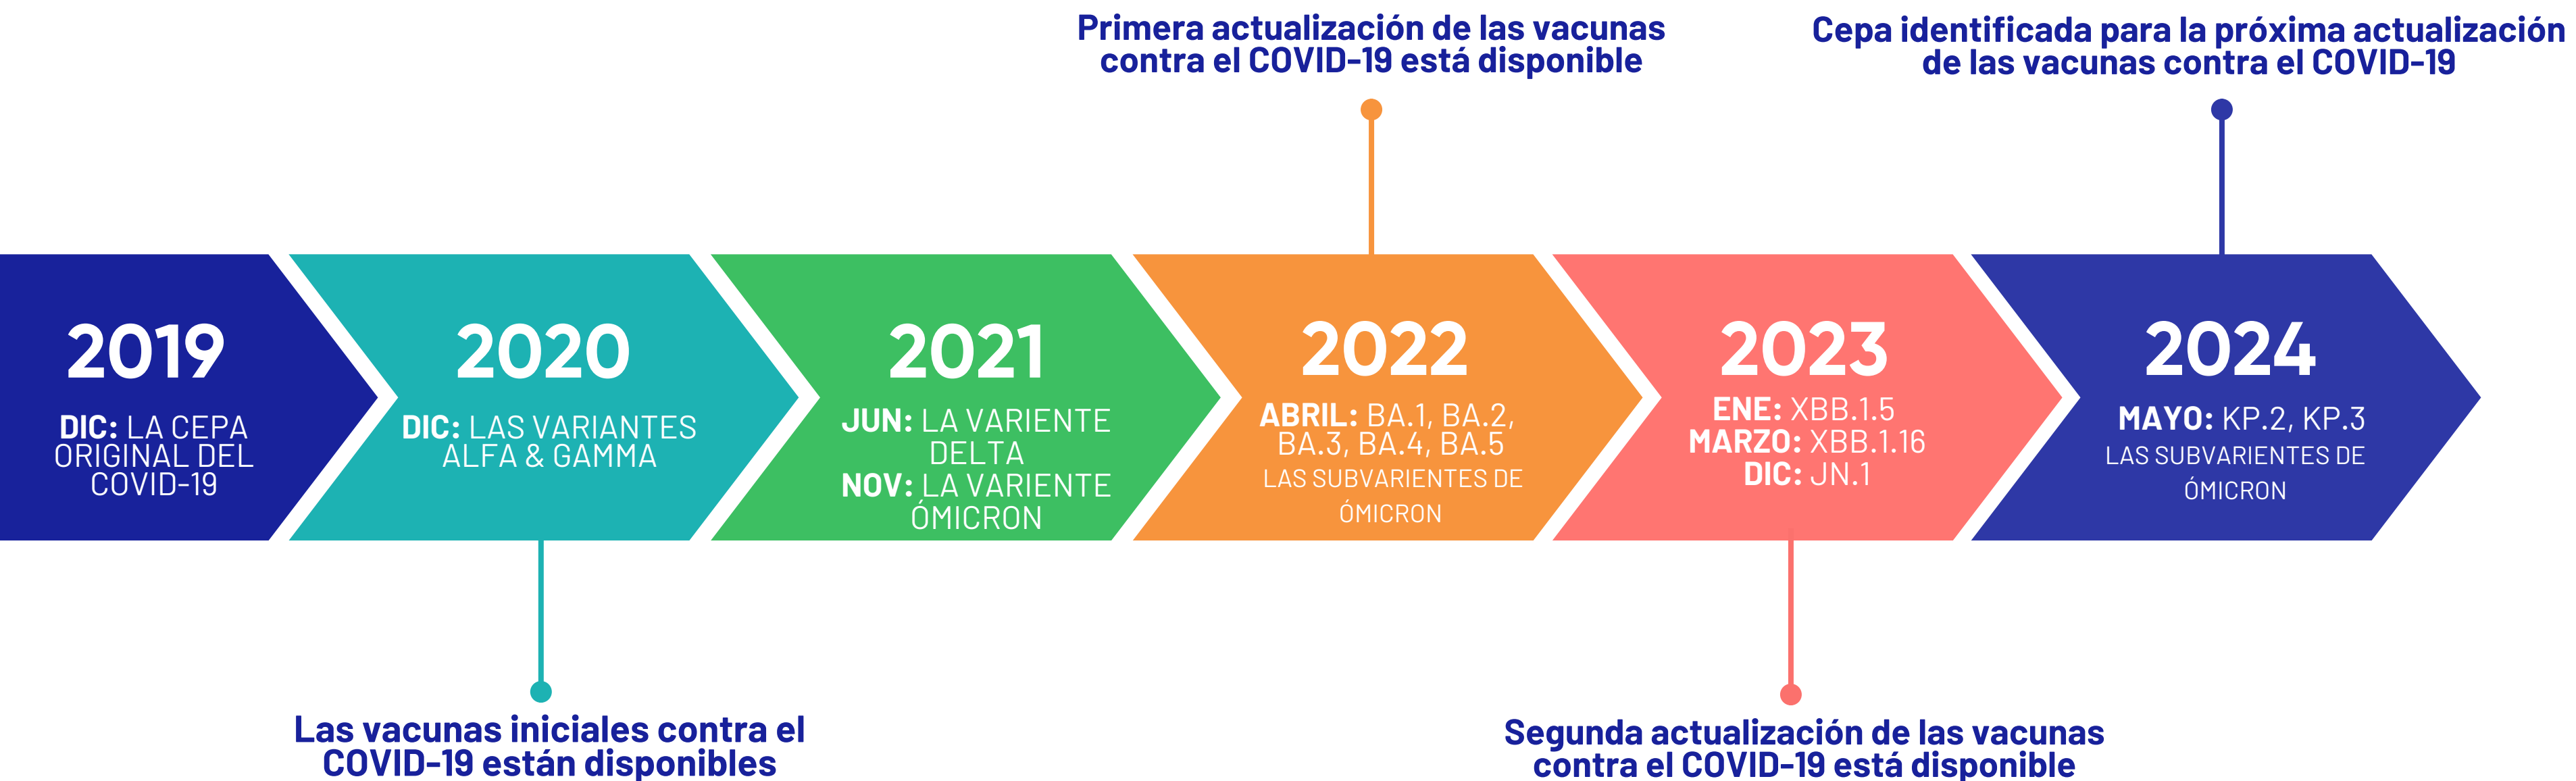 Primera actualización de las vacunas
contra el COVID-19 está disponible
Cepa identificada para la próxima actualización
de las vacunas contra el COVID-19
2019
DIC: LA CEPA
ORIGINAL DEL
COVID-19
2020
DIC: LAS VARIANTES
ALFA & GAMMA
2021
JUN: LA VARIENTE
DELTA
NOV: LA VARIENTE
ÓMICRON
2022
ABRIL: BA.1, BA.2,
BA.3, BA.4, BA.5
LAS SUBVARIENTES DE
ÓMICRON
2023
ENE: XBB.1.5
MARZO: XBB.1.16
DIC: JN.1
2024
MAYO: KP.2, KP.3
LAS SUBVARIENTES DE
ÓMICRON
Las vacunas iniciales contra el
COVID-19 están disponibles
Segunda actualización de las vacunas
contra el COVID-19 está disponible